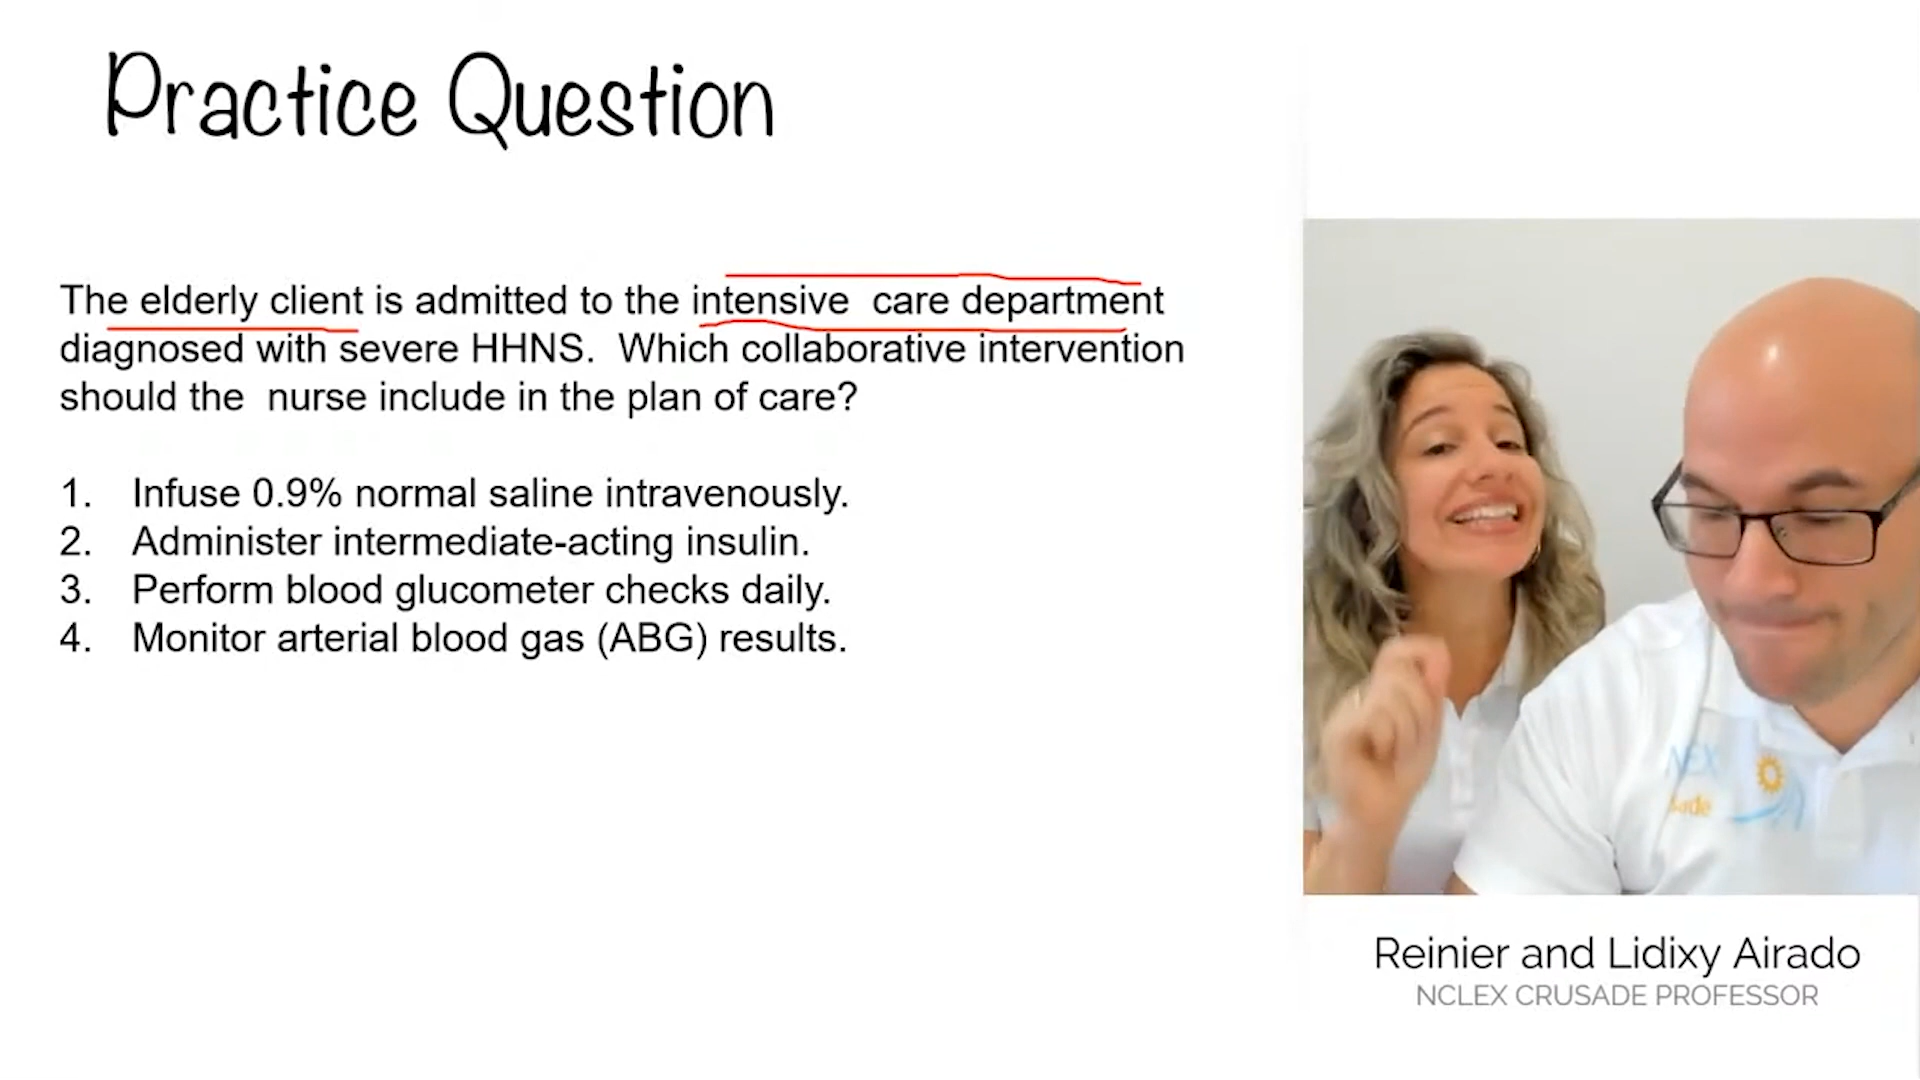 Practice Question
The elderly client is admitted to the intensive care department
diagnosed with severe HHNS. Which collaborative intervention
should the nurse include in the plan of care?
1. Infuse 0.9% normal saline intravenously.
2. Administer intermediate-acting insulin.
3. Perform blood glucometer checks daily.
4. Monitor arterial blood gas (ABG) results.
Reinier and Lidixy Airado
NCLEX CRUSADE PROFESSOR